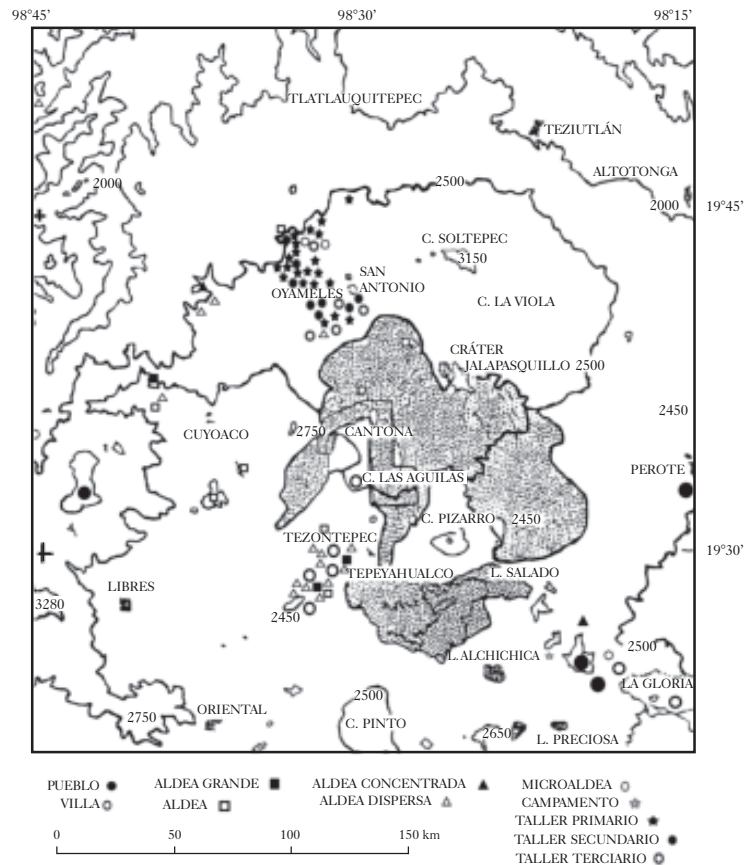 98°45' 98°30' 98°15'
TLATLAUQUITEPEC
TEZIUTLÁN
ALTOTONGA
2000
2500
2000
19°45'
C. SOLTEPEC
3150
SAN
ANTONIO
OYAMELES
C. LA VIOLA
CRÁTER
JALAPASQUILLO 2500
2450
CUYOACO
2750
CANTONA
PEROTE
C. LAS AGUILAS
C. PIZARRO 2450
TEZONTEPEC
19°30'
TEPEYAHUALCO
L. SALADO
LIBRES
3280
2450
L. ALCHICHICA
2500
LA GLORIA
2500
ORIENTAL
2750
C. PINTO
2650
L. PRECIOSA
PUEBLO ALDEA GRANDE ALDEA CONCENTRADA MICROALDEA
VILLA ALDEA ALDEA DISPERSA CAMPAMENTO
TALLER PRIMARIO
TALLER SECUNDARIO
TALLER TERCIARIO
0 50 100 150 km